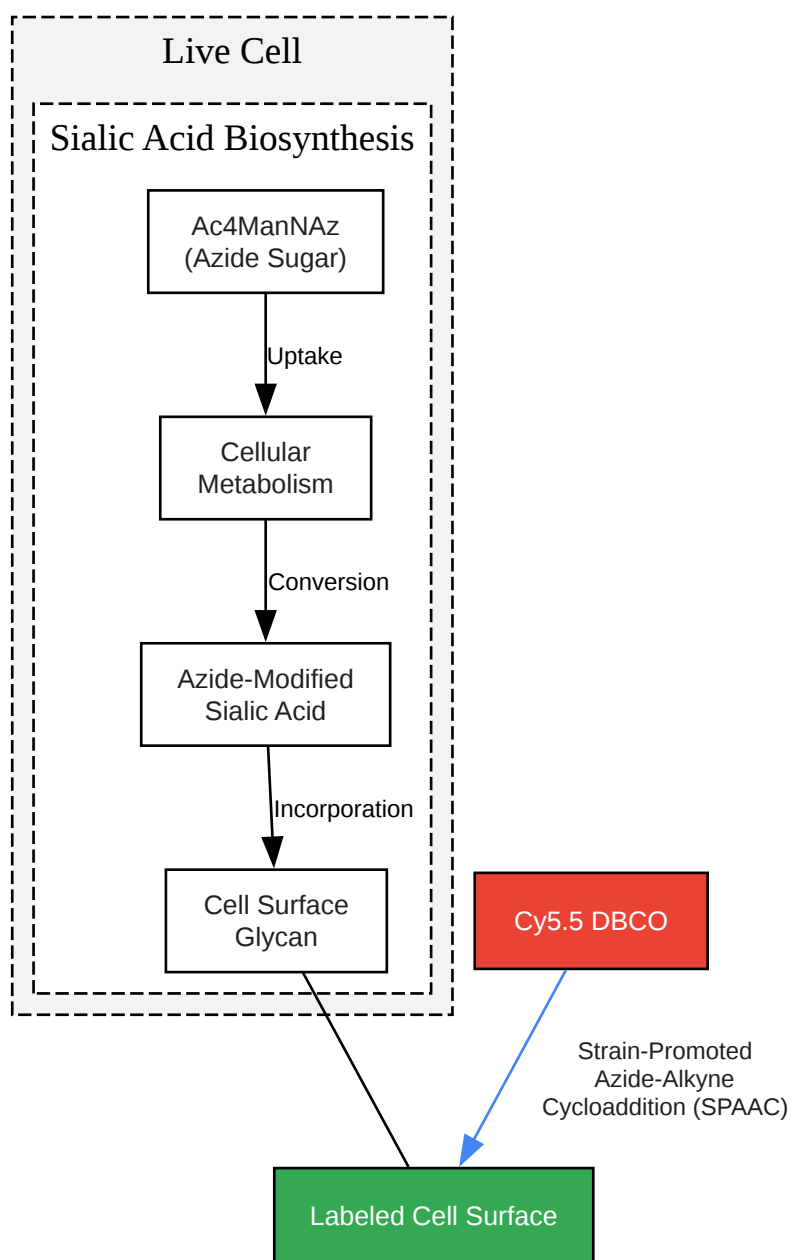 Live Cell
Sialic Acid Biosynthesis
Ac4ManNAz
(Azide Sugar)
Uptake
Cellular
Metabolism
Conversion
Azide-Modified
Sialic Acid
Incorporation
Cell Surface
Glycan
Cy5.5 DBCO
Strain-Promoted
Azide-Alkyne
Cycloaddition (SPAAC)
Labeled Cell Surface